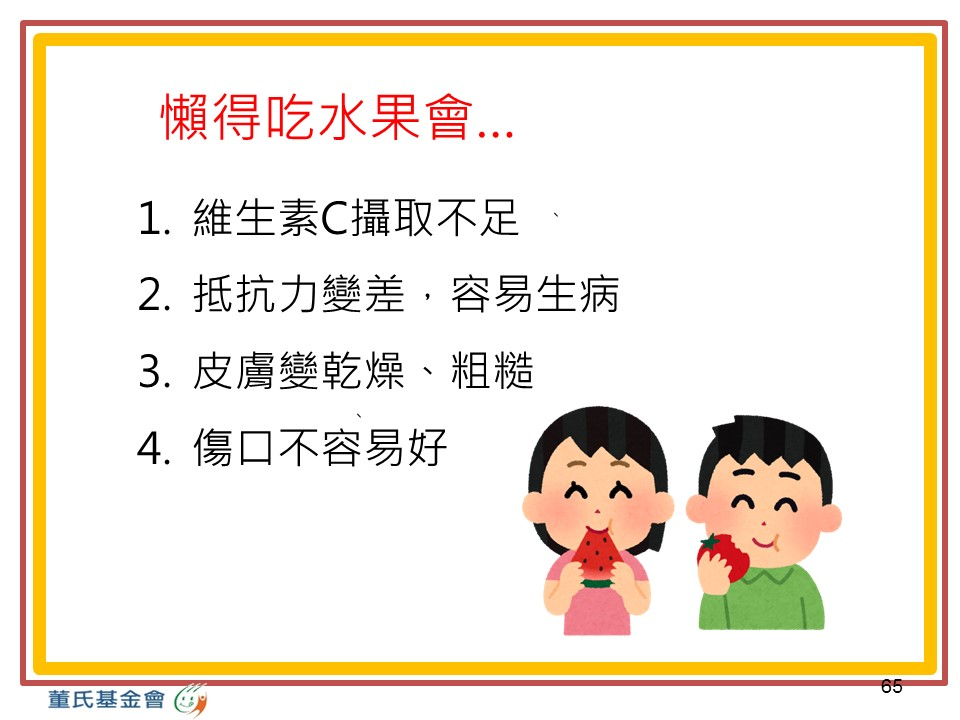 懶得吃水果會…
1. 維生素C攝取不足 、
2. 抵抗力變差，容易生病
3. 皮膚變乾燥、粗糙
、
4. 傷口不容易好
65
董氏基金會